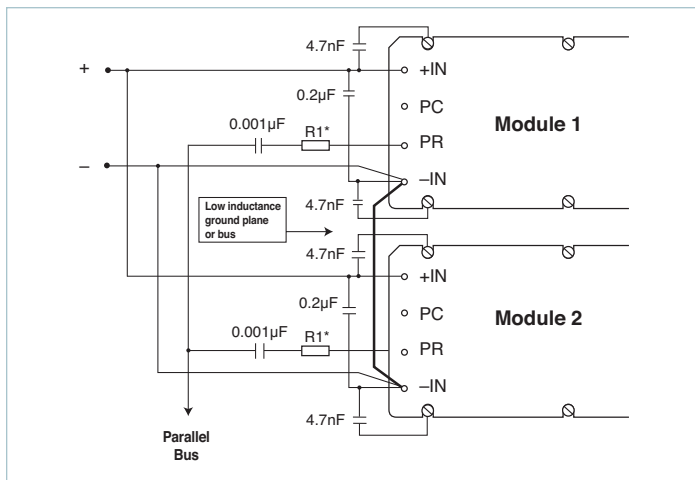 4.7nF
+
+IN
0.2µF
PC
Module 1
0.001µF
R1*
PR
–
–IN
Low inductance
ground plane
or bus
4.7nF
4.7nF
+IN
0.2µF
PC
Module 2
0.001µF
R1*
PR
–IN
4.7nF
Parallel
Bus